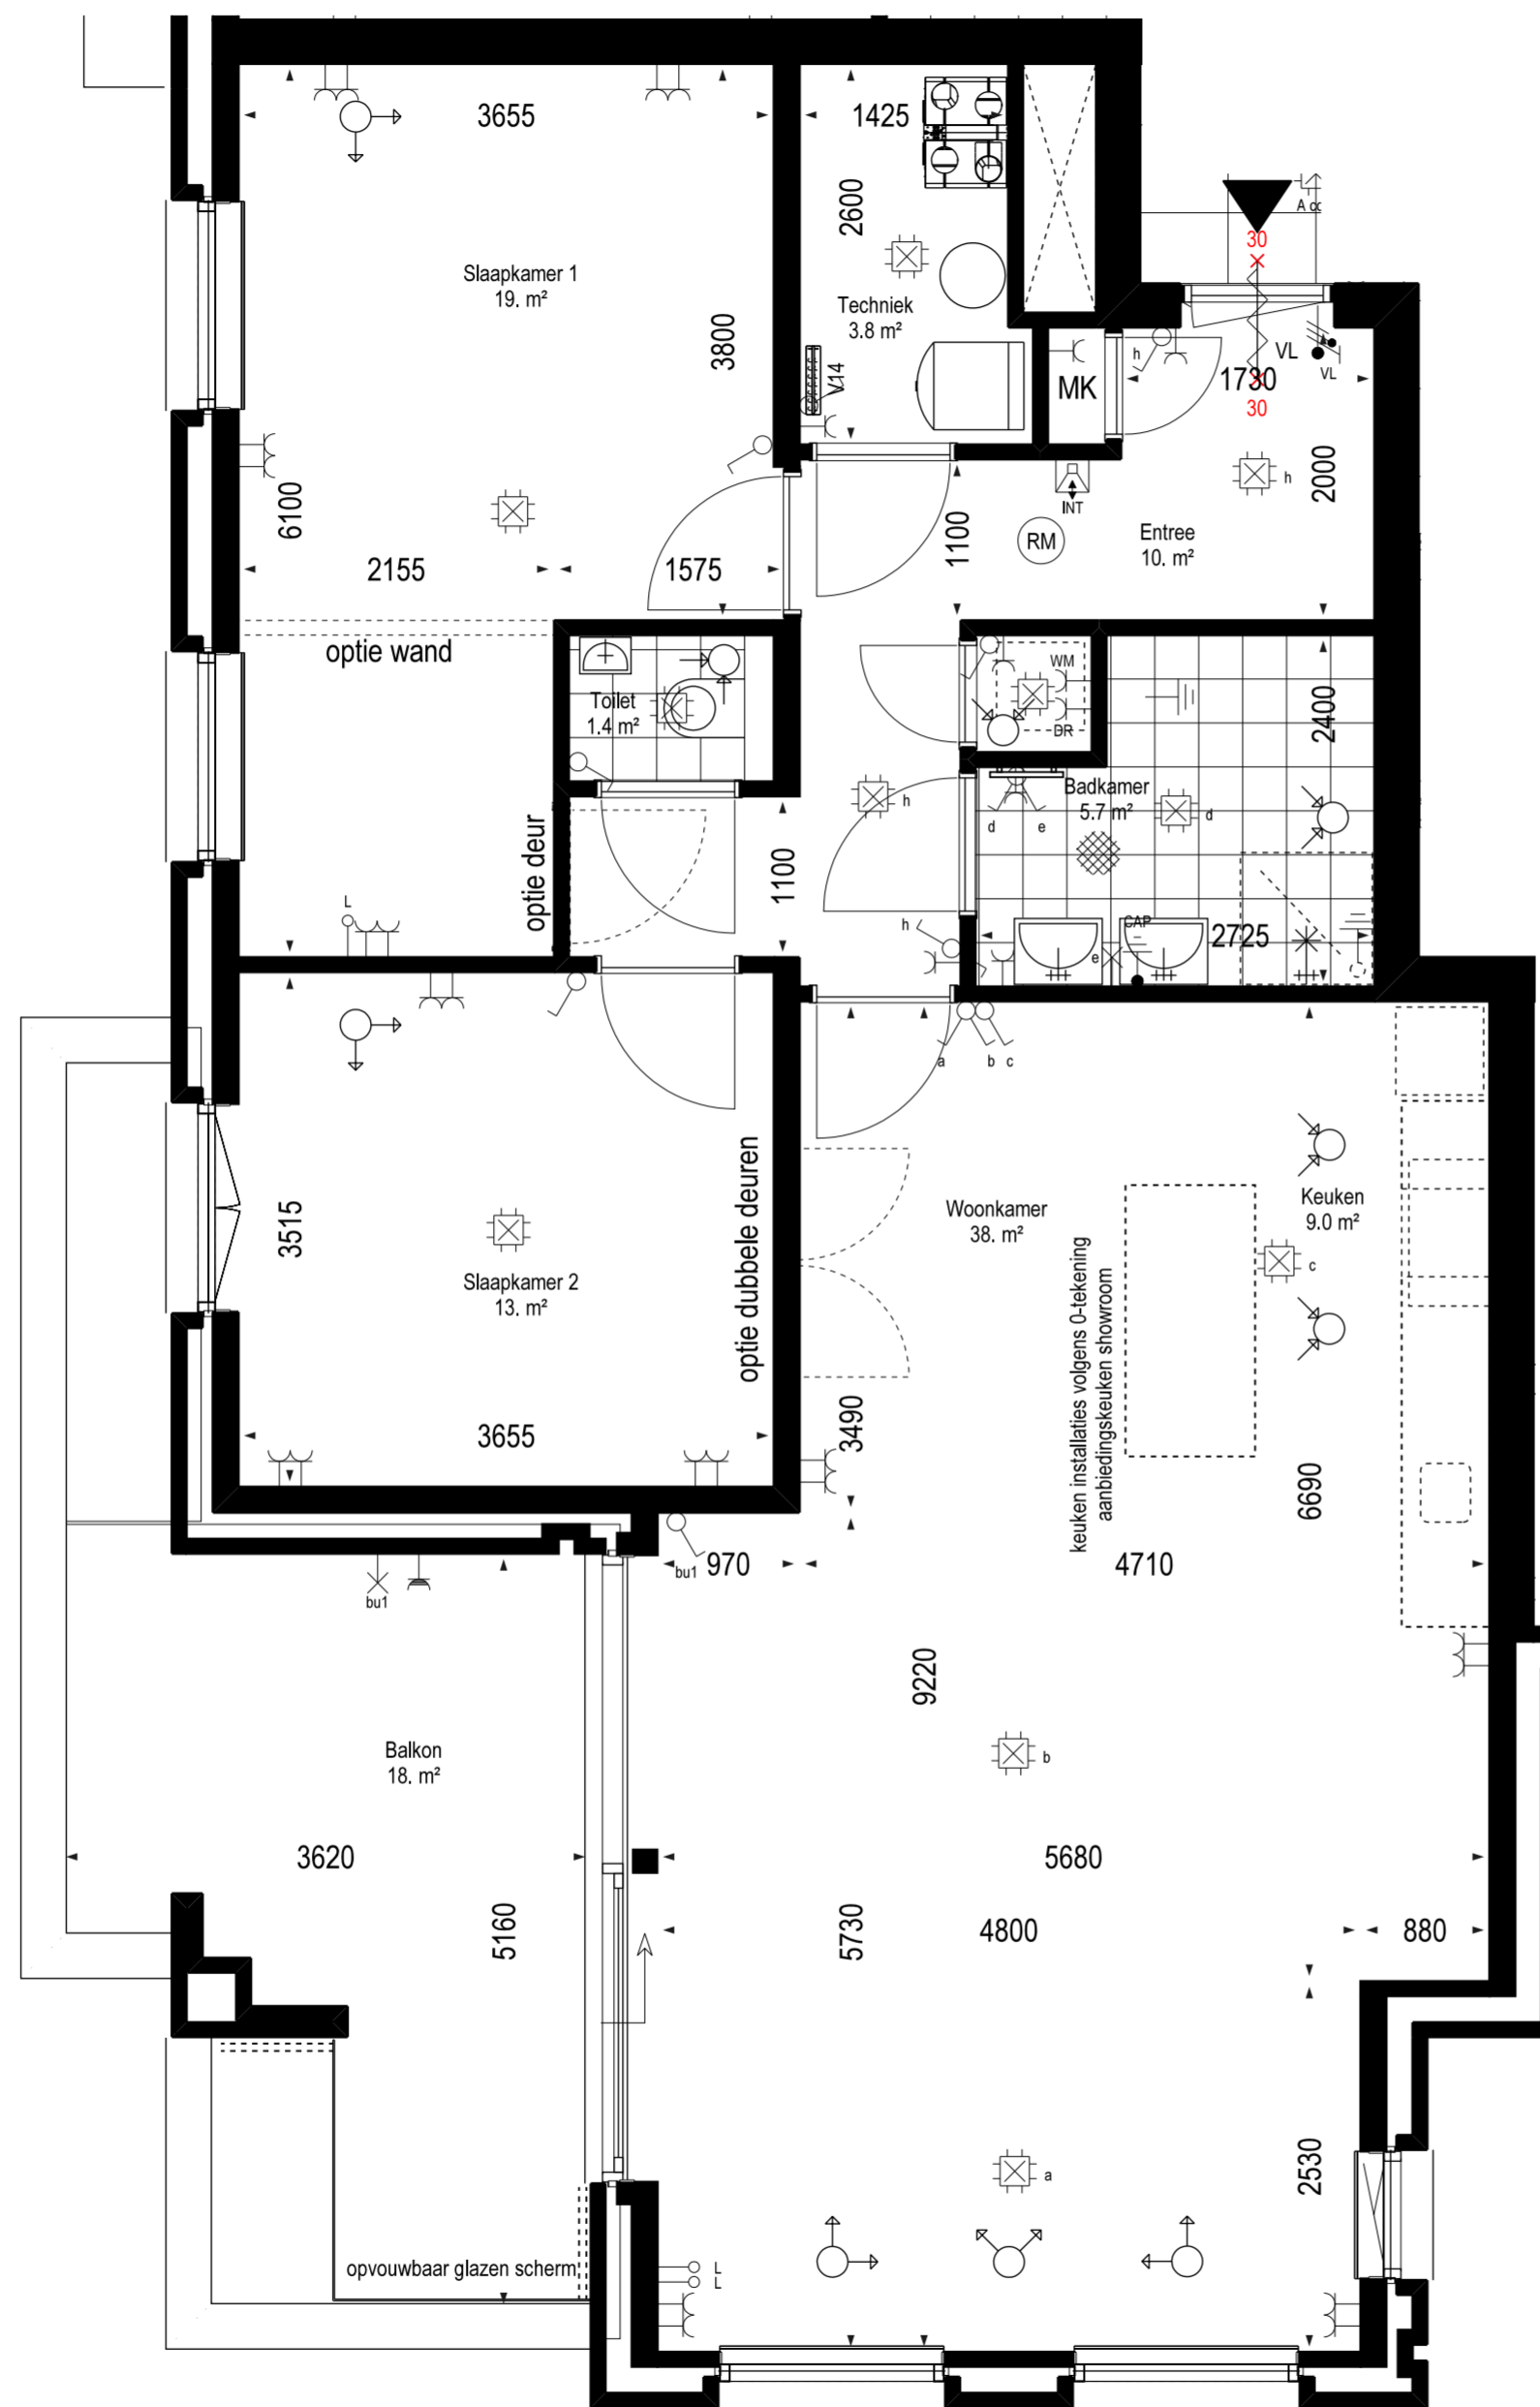 3655
1425
2600
A cc
30
Slaapkamer 1
19. m²
Techniek
3.8 m²
3800
V14
h
MK
VL
VL
1730
30
6100
2000
h
INT
1100
RM
Entree
10. m²
2155
1575
optie wand
WM
DR
Toilet
1.4 m²
2400
Badkamer
5.7 m²
d
e
d
h
optie deur
1100
L
h
CAP
e
2725
a
b
c
3515
optie dubbele deuren
Woonkamer
38. m²
Keuken
9.0 m²
c
Slaapkamer 2
13. m²
keuken installaties volgens 0-tekening
aanbiedingskeuken showroom
3655
3490
6690
bu1
970
4710
bu1
9220
Balkon
18. m²
b
3620
5680
5160
5730
4800
880
2530
a
opvouwbaar glazen scherm
L
L